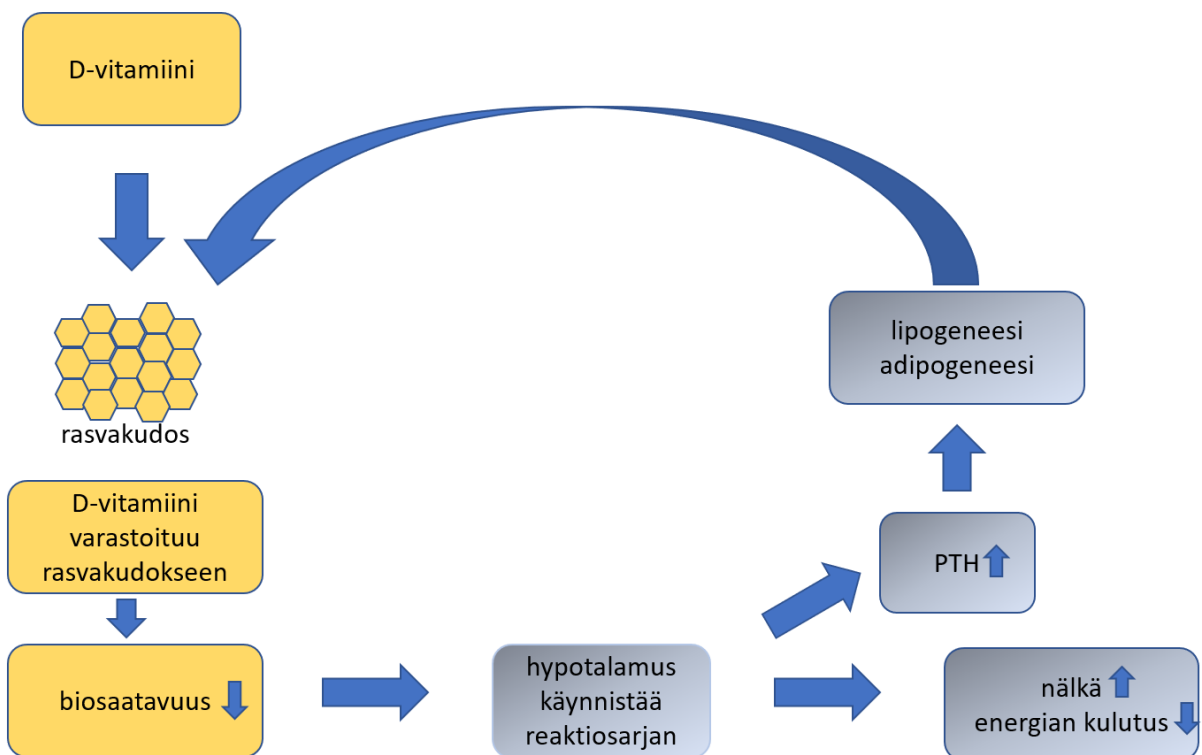 D-vitamiini
rasvakudos
D-vitamiini
varastoituu
rasvakudokseen
biosaatavuus
hypotalamus
käynnistää
reaktiosarjan
PTH
nälkä
energian kulutus
lipogeneesi
adipogeneesi